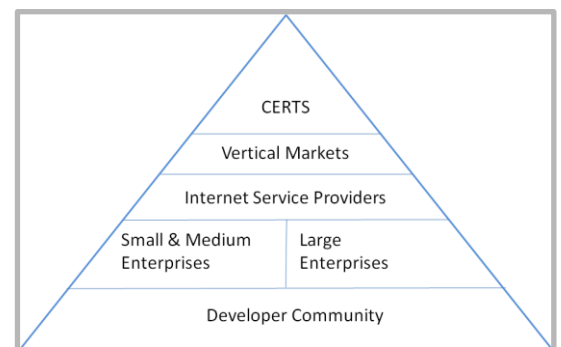 CERTS
Vertical Markets
Internet Service Providers
Small & Medium
Enterprises
Large
Enterprises
Developer Community